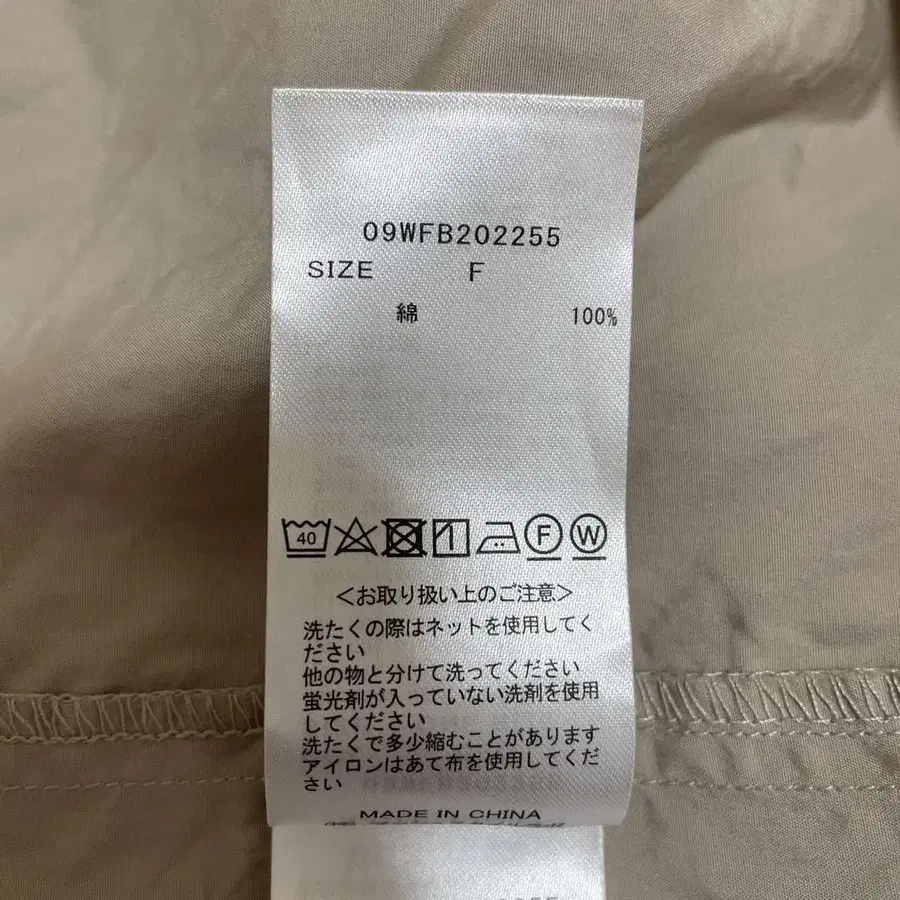 09WFB202255
SIZE F
綿 100%
40 F W
＜お取り扱い上のご注意＞
洗たくの際はネットを使用してく
ださい
他の物と分けて洗ってください
蛍光剤が入っていない洗剤を使用
してください
洗たくで多少縮むことがあります
アイロンはあて布を使用してくだ
さい
MADE IN CHINA